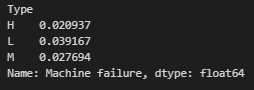 Type
H    0.020937
L    0.039167
M    0.027694
Name: Machine failure, dtype: float64